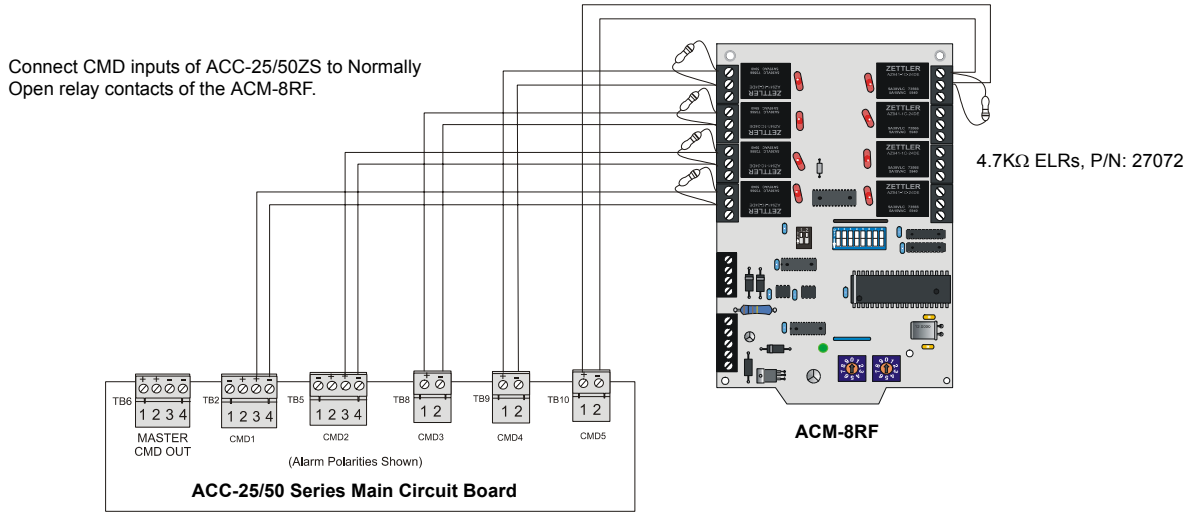 Connect CMD inputs of ACC-25/50ZS to Normally
Open relay contacts of the ACM-8RF.
ZETTLER
ZETTLER
ZETTLER
ZETTLER
ZETTLER
ZETTLER
ZETTLER
ZETTLER
4.7KΩ ELRs, P/N: 27072
ACM-8RF
TB6
+ + - -
1 2 3 4
MASTER
CMD OUT
TB2
- + + -
1 2 3 4
CMD1
TB5
- - + +
1 2 3 4
CMD2
TB8
+ -
1 2
CMD3
TB9
+ -
1 2
CMD4
TB10
+ -
1 2
CMD5
(Alarm Polarities Shown)
ACC-25/50 Series Main Circuit Board